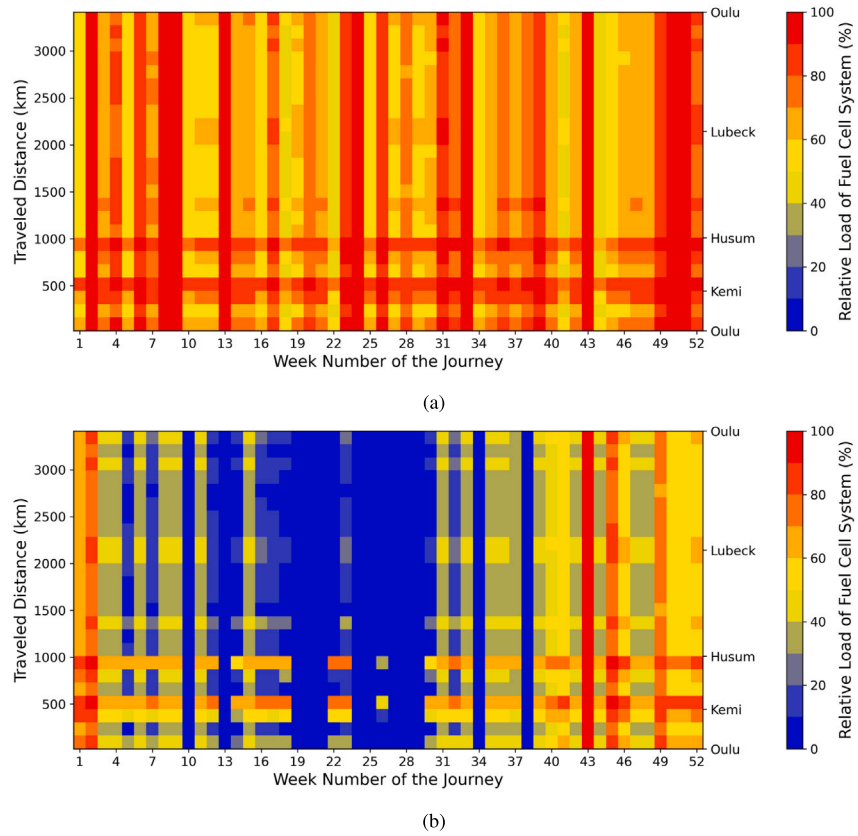 Oulu
Lubeck
Husum
Kemi
Oulu
3000
2500
2000
1500
1000
500
Traveled Distance (km)
1 4 7 10 13 16 19 22 25 28 31 34 37 40 43 46 49 52
Week Number of the Journey
100
80
60
40
20
0
Relative Load of Fuel Cell System (%)
(a)
Oulu
Lubeck
Husum
Kemi
Oulu
3000
2500
2000
1500
1000
500
Traveled Distance (km)
1 4 7 10 13 16 19 22 25 28 31 34 37 40 43 46 49 52
Week Number of the Journey
100
80
60
40
20
0
Relative Load of Fuel Cell System (%)
(b)